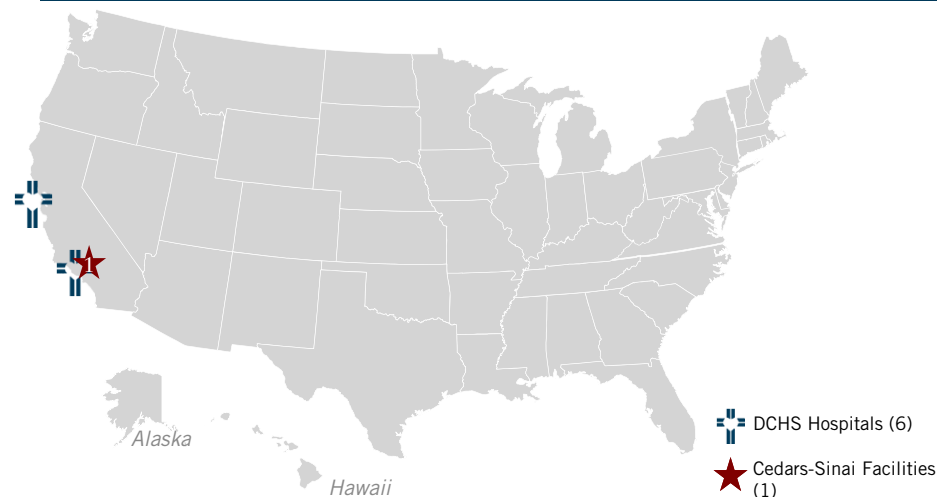 1
Alaska
Hawaii
DCHS Hospitals (6)
Cedars-Sinai Facilities
(1)